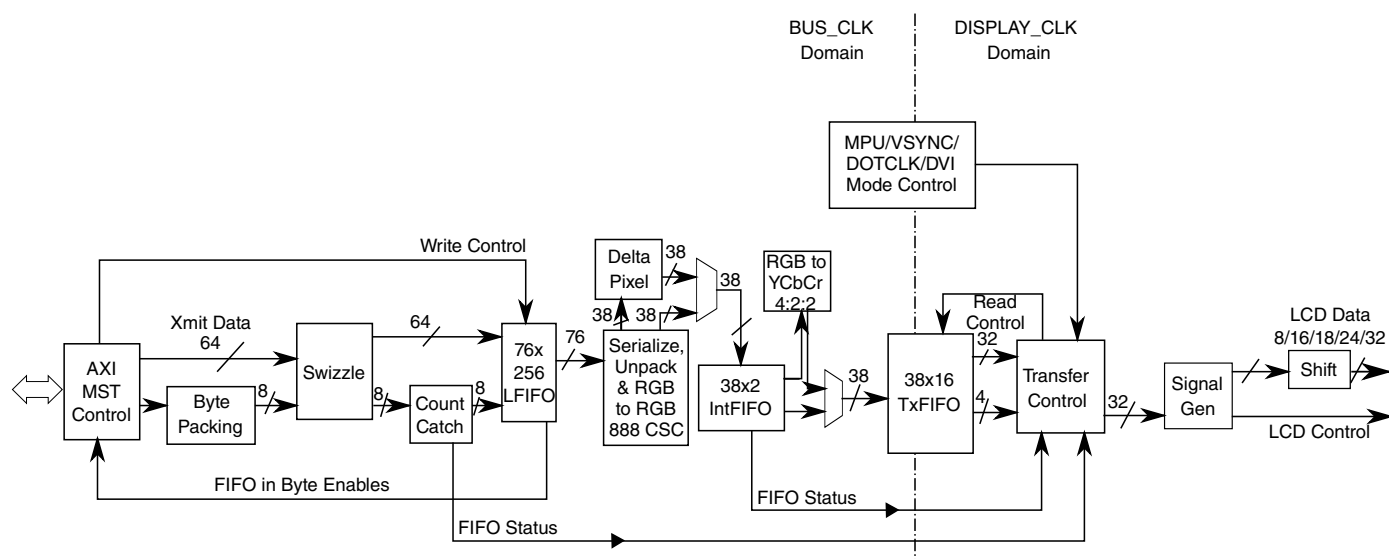 BUS_CLK
Domain
DISPLAY_CLK
Domain
MPU/VSYNC/
DOTCLK/DVI
Mode Control
Write Control
Delta
Pixel
38
38
RGB to
YCbCr
4:2:2
Read
Control
Xmit Data
64
64
76
38
38
32
LCD Data
8/16/18/24/32
AXI
MST
Control
Swizzle
76x
256
LFIFO
Serialize,
Unpack
& RGB
to RGB
888 CSC
38x2
IntFIFO
38
38x16
TxFIFO
Transfer
Control
Signal
Gen
Shift
Byte
Packing
8
8
Count
Catch
8
4
32
LCD Control
FIFO in Byte Enables
FIFO Status
FIFO Status